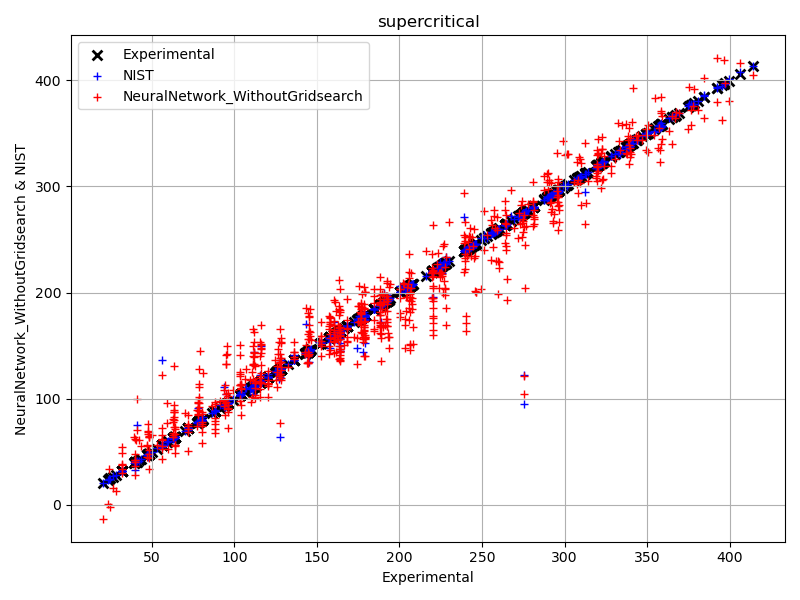 supercritical
Experimental
NIST
NeuralNetwork_WithoutGridsearch
NeuralNetwork_WithoutGridsearch & NIST
400
300
200
100
0
50 100 150 200 250 300 350 400
Experimental